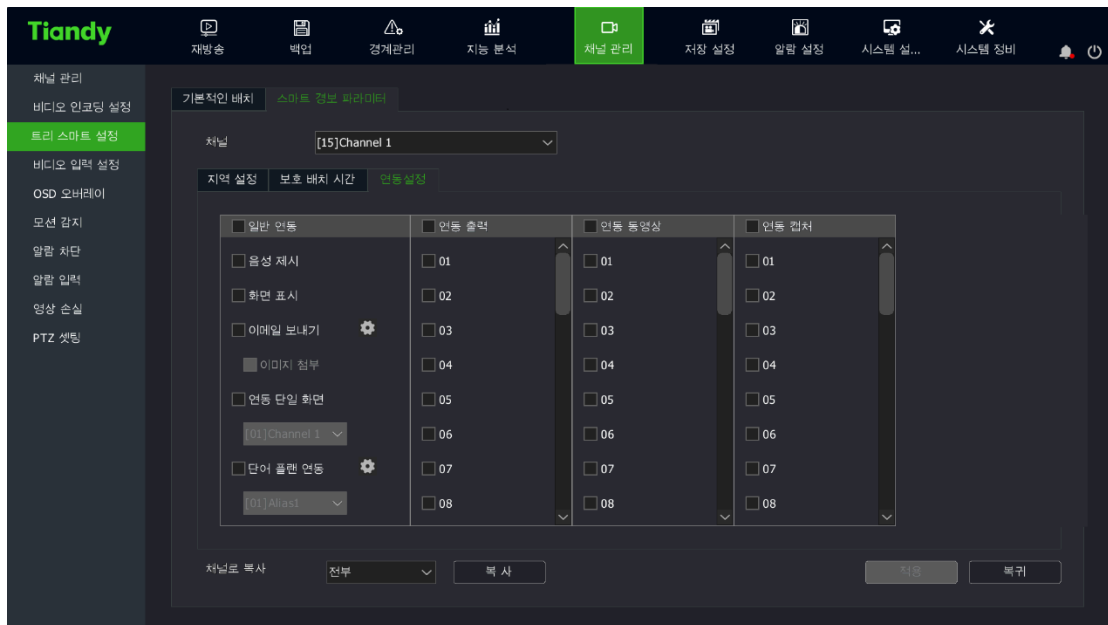 Tiandy
재방송 백업 경계관리 지능 분석 채널 관리 저장 설정 알람 설정 시스템 설... 시스템 정비
채널 관리
비디오 인코딩 설정
트리 스마트 설정
비디오 입력 설정
OSD 오버레이
모션 감지
알람 차단
알람 입력
영상 손실
PTZ 셋팅
기본적인 배치 스마트 경보 파라미터
채널 [15]Channel 1
지역 설정 보호 배치 시간 연동설정
일반 연동 연동 출력 연동 동영상 연동 캡처
음성 제시 01 01 01
화면 표시 02 02 02
이메일 보내기 03 03 03
이미지 첨부 04 04 04
연동 단일 화면 05 05 05
[01]Channel 1 06 06 06
단어 플랜 연동 07 07 07
[01]Alias1 08 08 08
채널로 복사 전부 복 사 적용 복귀